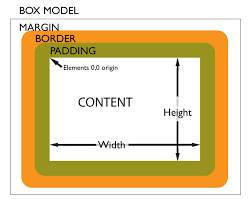 BOX MODEL
MARGIN
BORDER
PADDING
Elements 0,0 origin
CONTENT
Height
Width